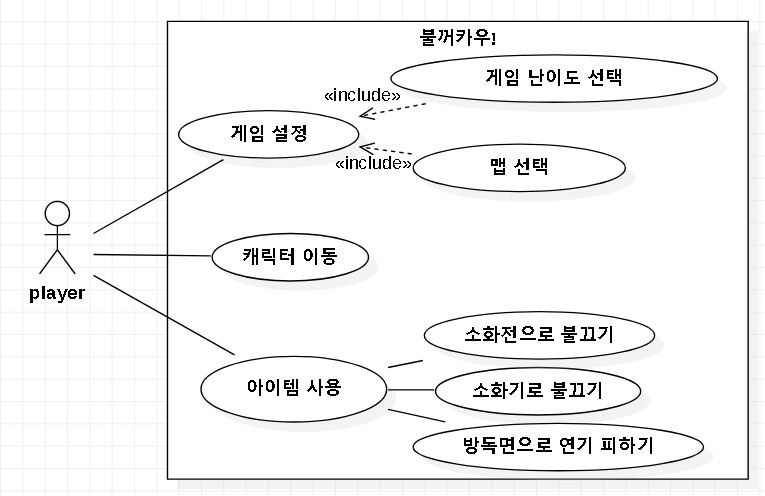 불꺼카우!
게임 난이도 선택
«include»
게임 설정
«include»
맵 선택
캐릭터 이동
player
소화전으로 불끄기
아이템 사용
소화기로 불끄기
방독면으로 연기 피하기